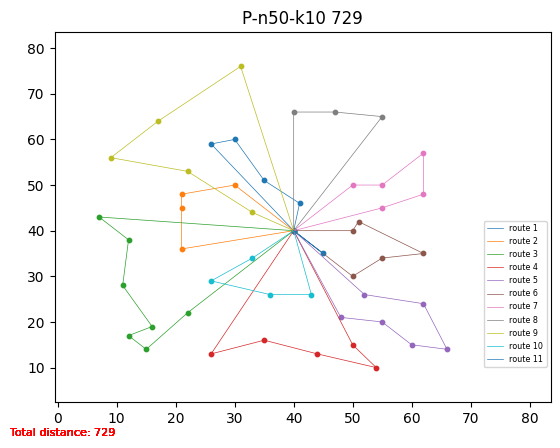 P-n50-k10 729
80
70
60
50
40
30
20
10
0 10 20 30 40 50 60 70 80
route 1
route 2
route 3
route 4
route 5
route 6
route 7
route 8
route 9
route 10
route 11
Total distance: 729